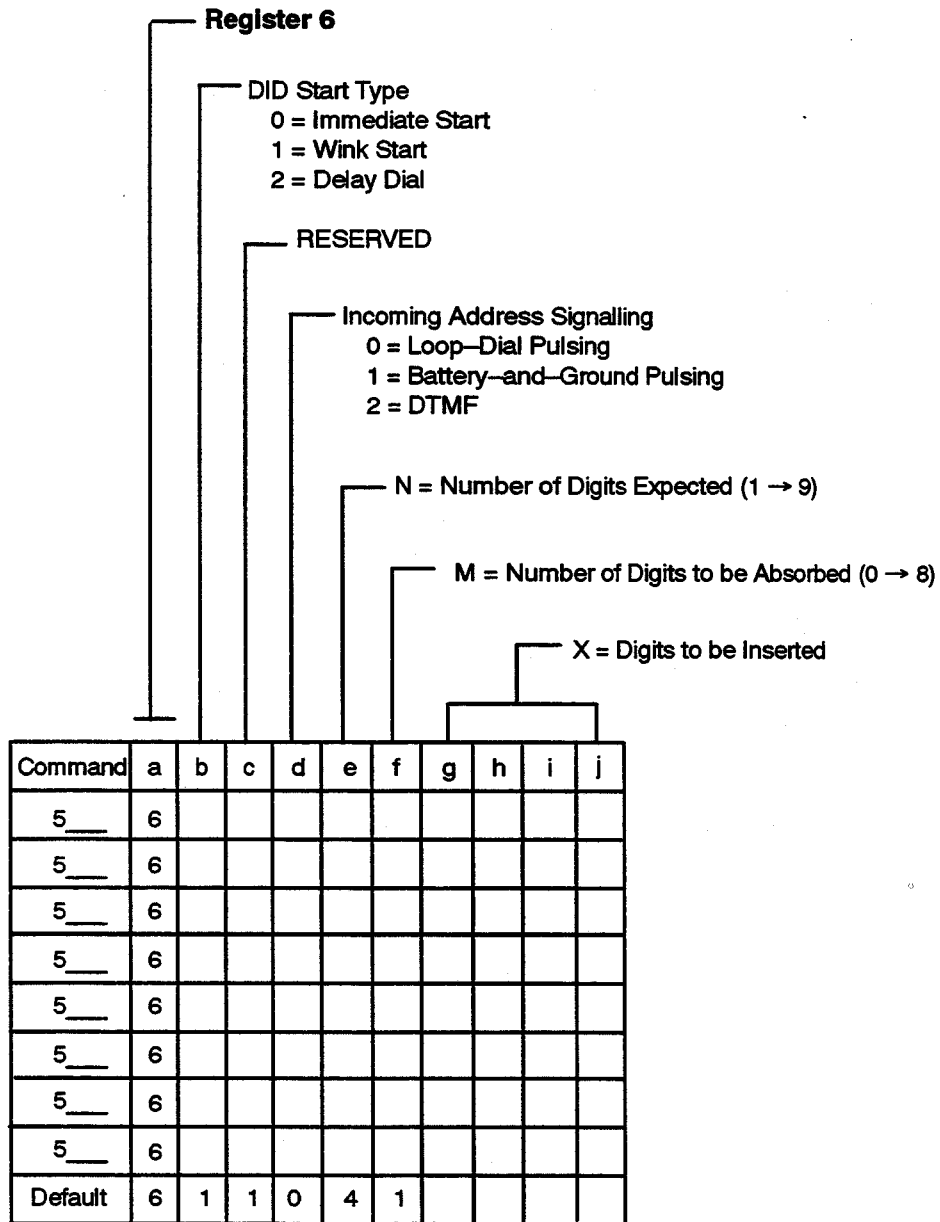 Register 6
DID Start Type
0 = Immediate Start
1 = Wink Start
2 = Delay Dial
RESERVED
Incoming Address Signalling
0 = Loop–Dial Pulsing
1 = Battery–and–Ground Pulsing
2 = DTMF
N = Number of Digits Expected (1 → 9)
M = Number of Digits to be Absorbed (0 → 8)
X = Digits to be Inserted
Command a b c d e f g h i j
5___ 6
5___ 6
5___ 6
5___ 6
5___ 6
5___ 6
5___ 6
5___ 6
Default 6 1 1 0 4 1